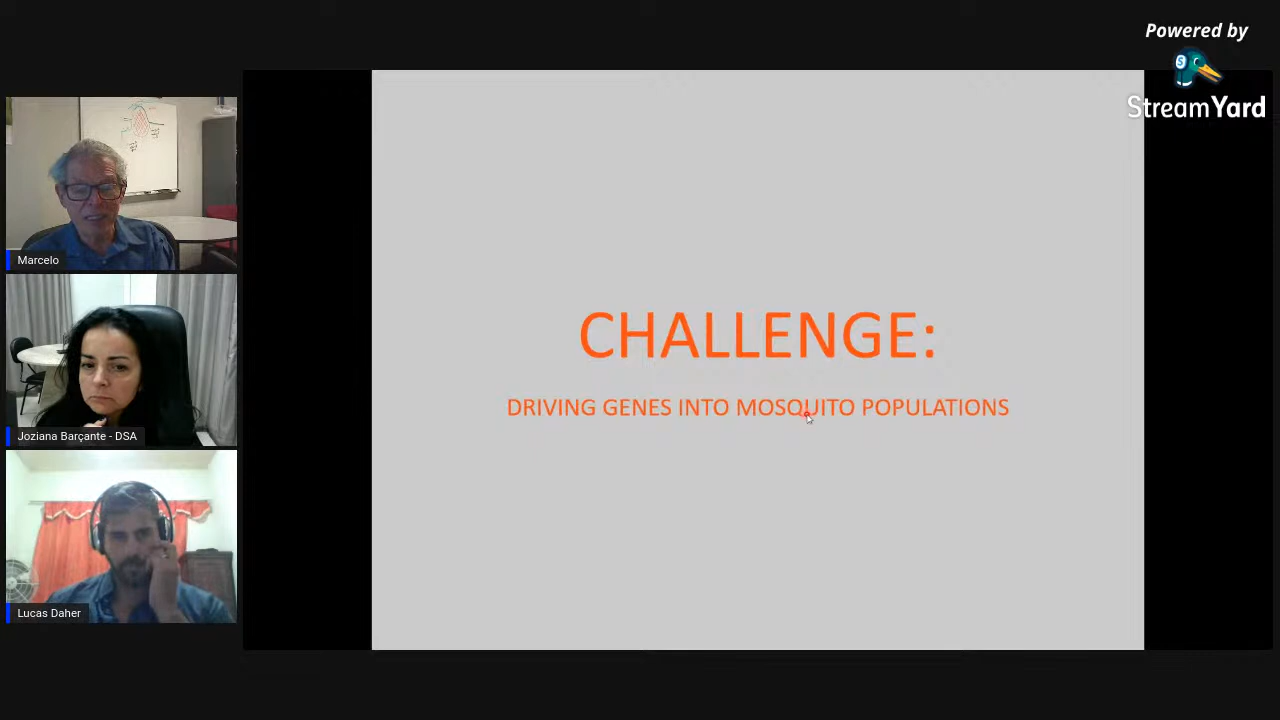 Powered by
StreamYard
Marcelo
CHALLENGE:
DRIVING GENES INTO MOSQUITO POPULATIONS
Joziana Barçante - DSA
Lucas Daher